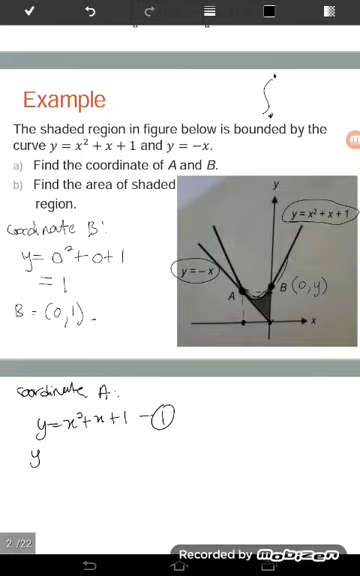 Example
The shaded region in figure below is bounded by the
curve y = x² + x + 1 and y = −x.
a) Find the coordinate of A and B.
b) Find the area of shaded
region.
y
y = x² + x + 1
y = −x
A
B (0, y)
x
coordinate B :
y = 0² + 0 + 1
= 1
B = (0, 1)
coordinate A :
y = x² + x + 1 — ①
y
2 / 22
Recorded by mobizen